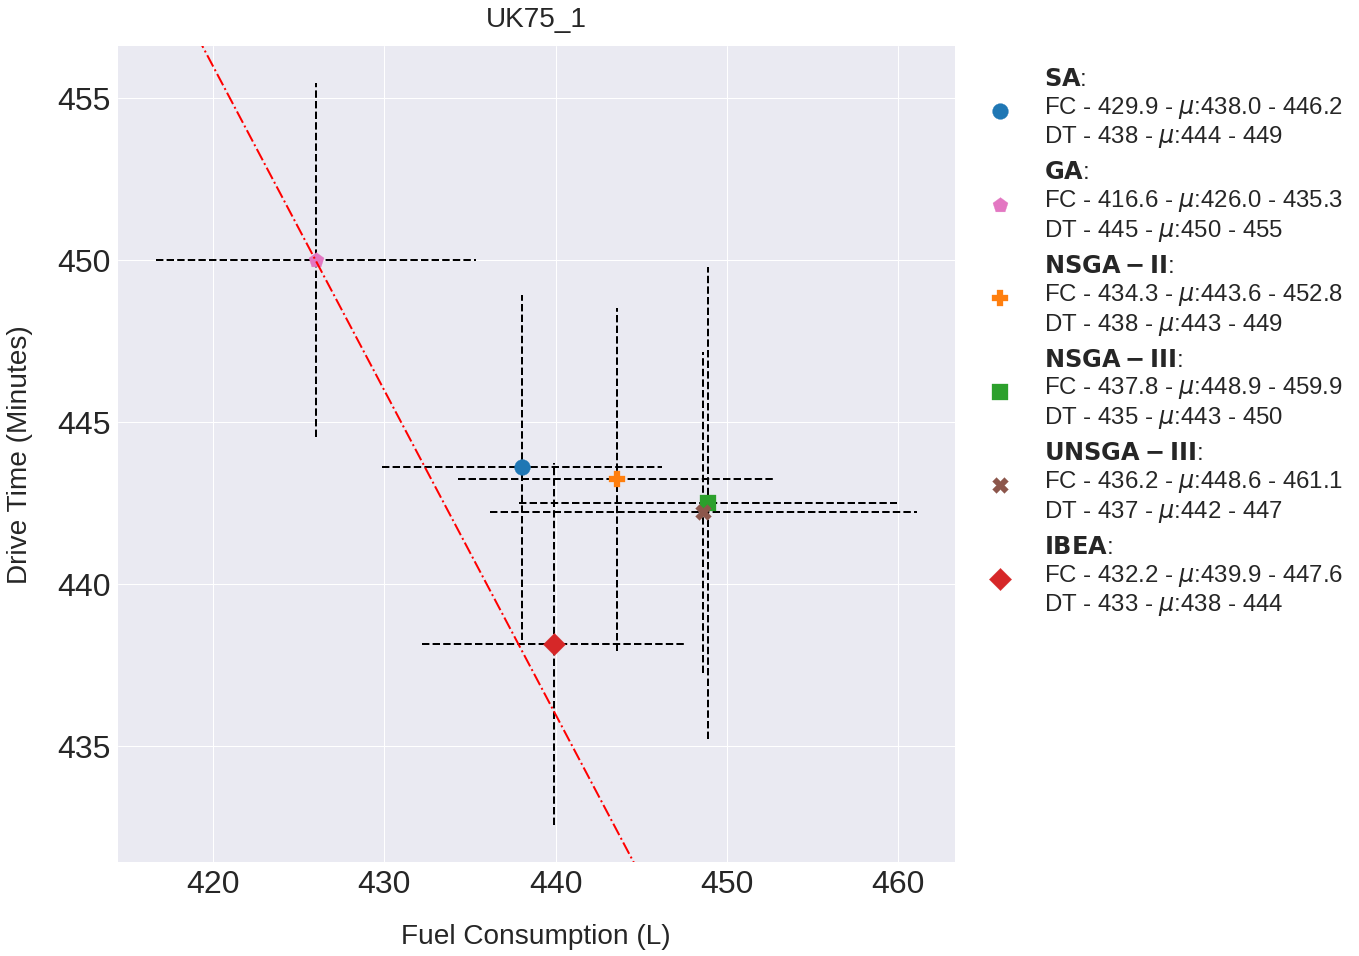 UK75_1
455
450
445
440
435
Drive Time (Minutes)
420 430 440 450 460
Fuel Consumption (L)
SA:
FC - 429.9 - μ:438.0 - 446.2
DT - 438 - μ:444 - 449
GA:
FC - 416.6 - μ:426.0 - 435.3
DT - 445 - μ:450 - 455
NSGA − II:
FC - 434.3 - μ:443.6 - 452.8
DT - 438 - μ:443 - 449
NSGA − III:
FC - 437.8 - μ:448.9 - 459.9
DT - 435 - μ:443 - 450
UNSGA − III:
FC - 436.2 - μ:448.6 - 461.1
DT - 437 - μ:442 - 447
IBEA:
FC - 432.2 - μ:439.9 - 447.6
DT - 433 - μ:438 - 444